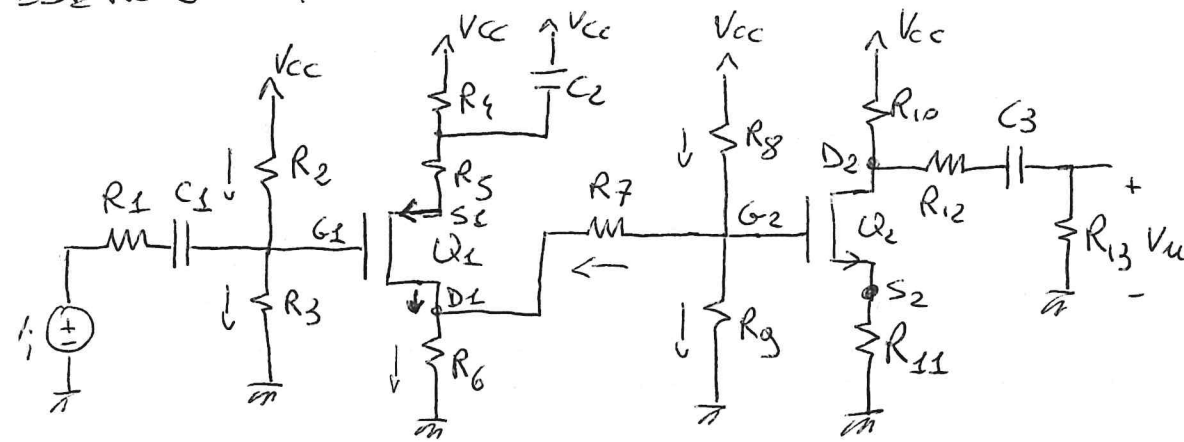 Vcc
Vcc
Vcc
Vcc
Vcc
R4
C2
R10
C3
R2
R8
D2
R5
R1
C1
R7
R12
S1
G1
Q1
G2
Q2
R13
Vu
+
-
D1
S2
R3
R9
R11
R6
+
-